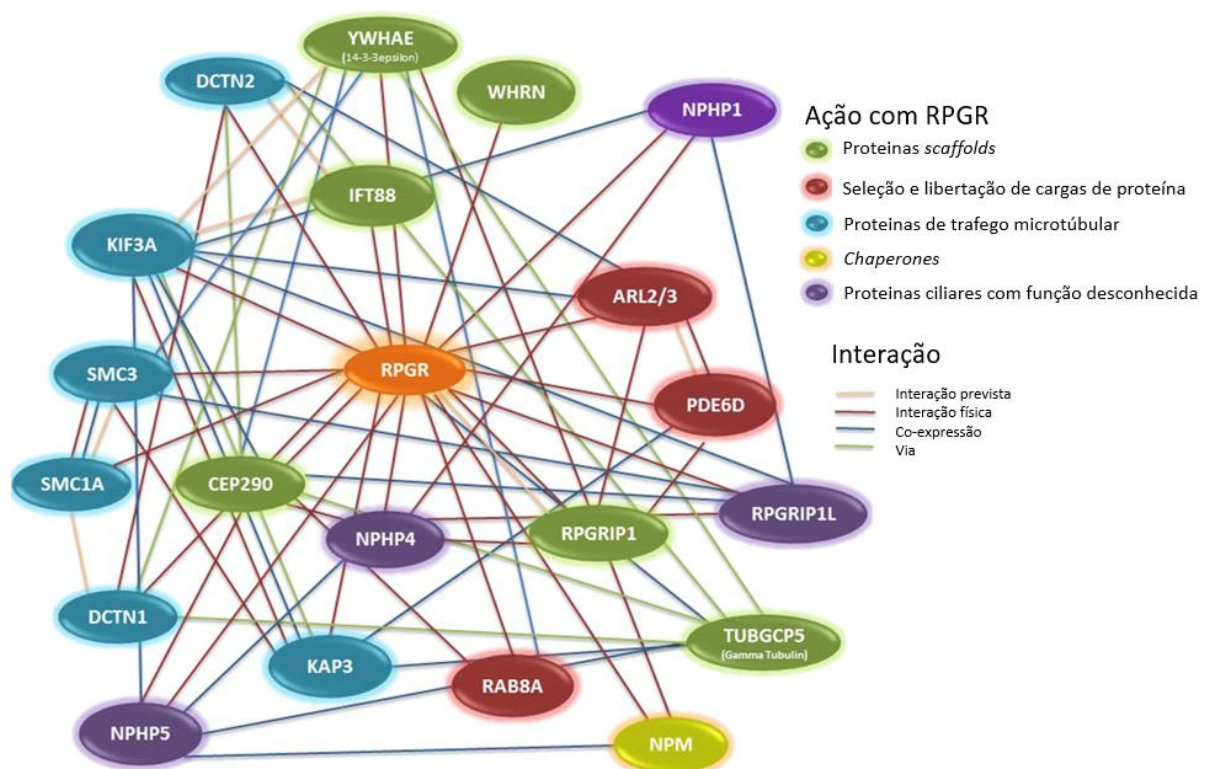 YWHAE
(14-3-3epsilon)
DCTN2
WHRN
NPHP1
IFT88
KIF3A
ARL2/3
RPGR
SMC3
PDE6D
SMC1A
CEP290
RPGRIP1L
NPHP4
RPGRIP1
DCTN1
TUBGCP5
(Gamma Tubulin)
KAP3
RAB8A
NPHP5
NPM
Ação com RPGR
Proteinas scaffolds
Seleção e libertação de cargas de proteína
Proteinas de trafego microtúbular
Chaperones
Proteinas ciliares com função desconhecida
Interação
Interação prevista
Interação física
Co-expressão
Via